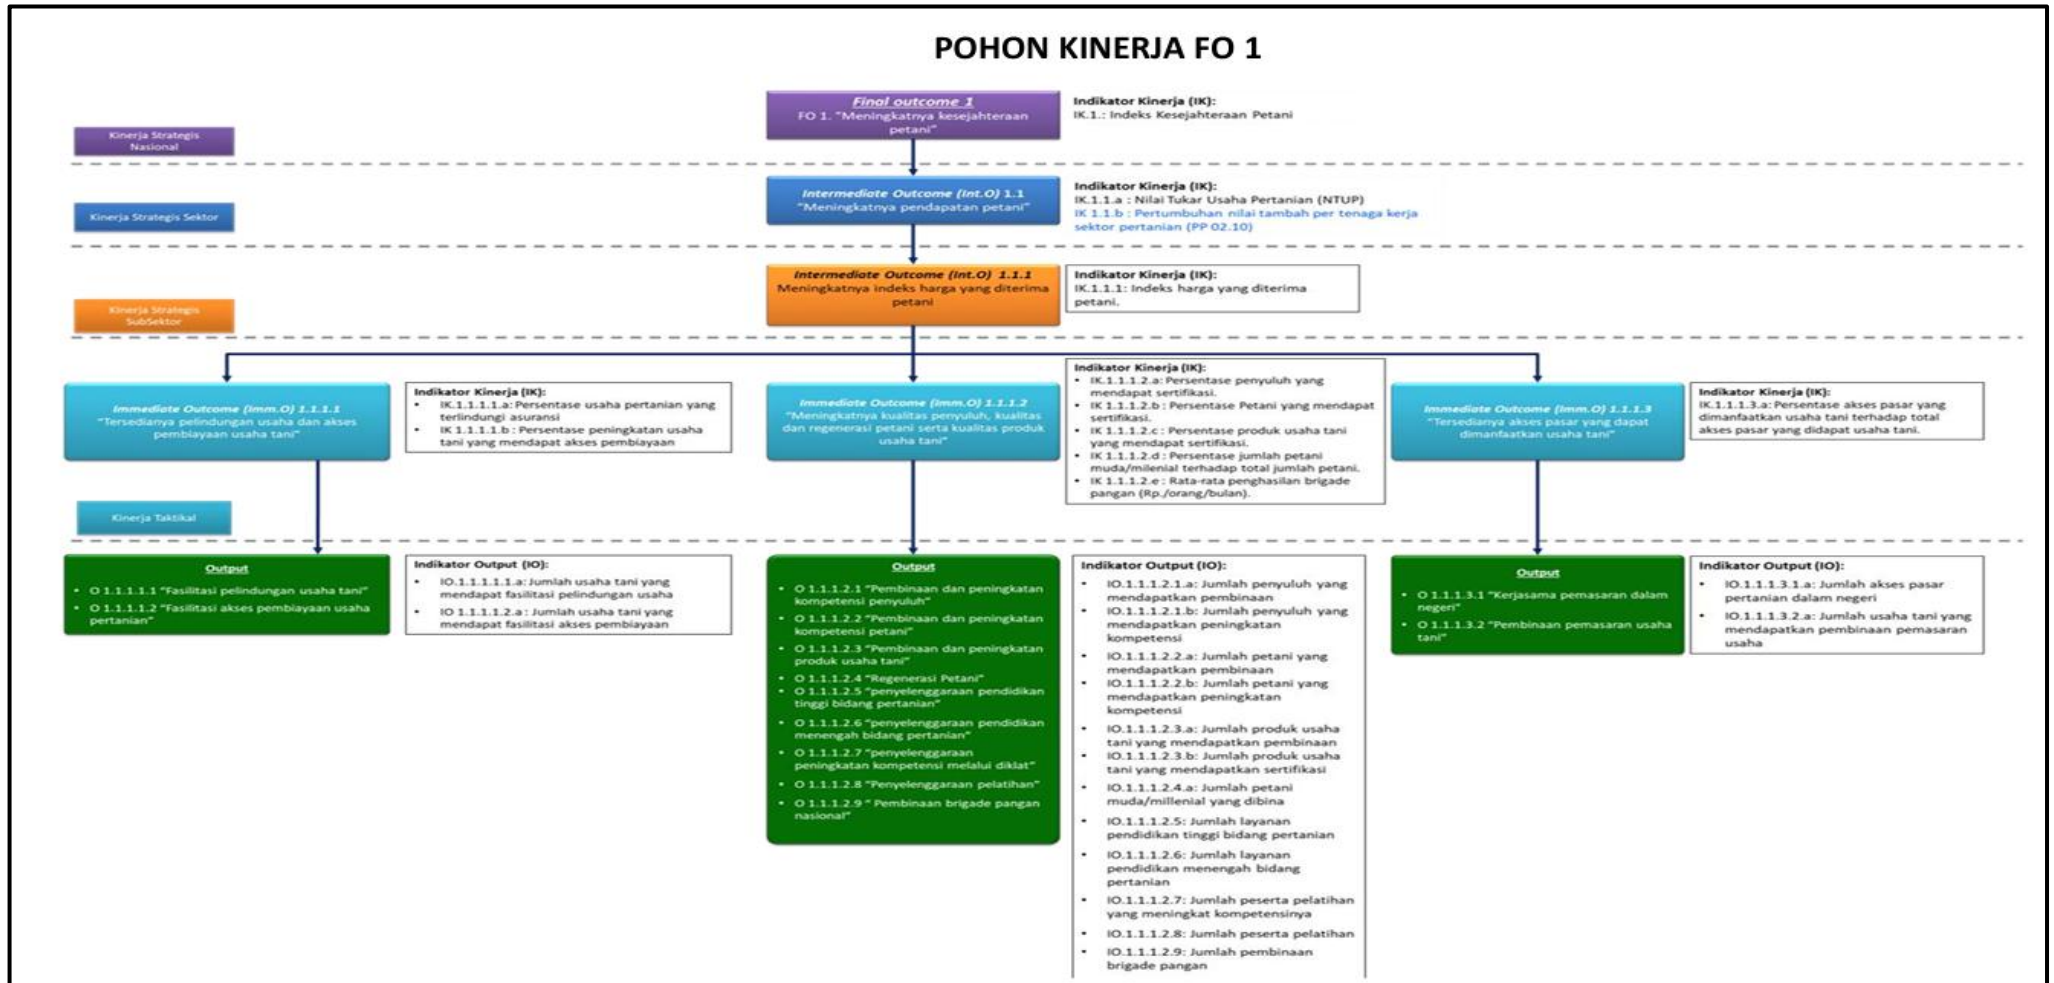 POHON KINERJA FO 1
Final outcome 1
FO 1. "Meningkatnya kesejahteraan
petani"
Indikator Kinerja (IK):
IK.1.: Indeks Kesejahteraan Petani
Kinerja Strategis
Nasional
Intermediate Outcome (Int.O) 1.1
"Meningkatnya pendapatan petani"
Indikator Kinerja (IK):
IK.1.1.a : Nilai Tukar Usaha Pertanian (NTUP)
IK 1.1.b : Pertumbuhan nilai tambah per tenaga kerja
sektor pertanian (PP 02.10)
Kinerja Strategis Sektor
Intermediate Outcome (Int.O) 1.1.1
Meningkatnya indeks harga yang diterima
petani
Indikator Kinerja (IK):
IK.1.1.1: Indeks harga yang diterima
petani.
Kinerja Strategis
SubSektor
Immediate Outcome (Imm.O) 1.1.1.1
"Tersedianya pelindungan usaha dan akses
pembiayaan usaha tani"
Indikator Kinerja (IK):
• IK.1.1.1.1.a: Persentase usaha pertanian yang
terlindungi asuransi
• IK 1.1.1.1.b : Persentase peningkatan usaha
tani yang mendapat akses pembiayaan
Immediate Outcome (Imm.O) 1.1.1.2
"Meningkatnya kualitas penyuluh, kualitas
dan regenerasi petani serta kualitas produk
usaha tani"
Indikator Kinerja (IK):
• IK.1.1.1.2.a: Persentase penyuluh yang
mendapat sertifikasi.
• IK 1.1.1.2.b : Persentase Petani yang mendapat
sertifikasi.
• IK 1.1.1.2.c : Persentase produk usaha tani
yang mendapat sertifikasi.
• IK 1.1.1.2.d : Persentase jumlah petani
muda/milenial terhadap total jumlah petani.
• IK 1.1.1.2.e : Rata-rata penghasilan brigade
pangan (Rp./orang/bulan).
Immediate Outcome (Imm.O) 1.1.1.3
"Tersedianya akses pasar yang dapat
dimanfaatkan usaha tani"
Indikator Kinerja (IK):
IK.1.1.1.3.a: Persentase akses pasar yang
dimanfaatkan usaha tani terhadap total
akses pasar yang didapat usaha tani.
Kinerja Taktikal
Output
• O 1.1.1.1.1 "Fasilitasi pelindungan usaha tani"
• O 1.1.1.1.2 "Fasilitasi akses pembiayaan usaha
pertanian"
Indikator Output (IO):
• IO.1.1.1.1.1.a: Jumlah usaha tani yang
mendapat fasilitasi pelindungan usaha
• IO 1.1.1.1.2.a : Jumlah usaha tani yang
mendapat fasilitasi akses pembiayaan
Output
• O 1.1.1.2.1 "Pembinaan dan peningkatan
kompetensi penyuluh"
• O 1.1.1.2.2 "Pembinaan dan peningkatan
kompetensi petani"
• O 1.1.1.2.3 "Pembinaan dan peningkatan
produk usaha tani"
• O 1.1.1.2.4 "Regenerasi Petani"
• O 1.1.1.2.5 "penyelenggaraan pendidikan
tinggi bidang pertanian"
• O 1.1.1.2.6 "penyelenggaraan pendidikan
menengah bidang pertanian"
• O 1.1.1.2.7 "penyelenggaraan
peningkatan kompetensi melalui diklat"
• O 1.1.1.2.8 "Penyelenggaraan pelatihan"
• O 1.1.1.2.9 " Pembinaan brigade pangan
nasional"
Indikator Output (IO):
• IO.1.1.1.2.1.a: Jumlah penyuluh yang
mendapatkan pembinaan
• IO.1.1.1.2.1.b: Jumlah penyuluh yang
mendapatkan peningkatan
kompetensi
• IO.1.1.1.2.2.a: Jumlah petani yang
mendapatkan pembinaan
• IO.1.1.1.2.2.b: Jumlah petani yang
mendapatkan peningkatan
kompetensi
• IO.1.1.1.2.3.a: Jumlah produk usaha
tani yang mendapatkan pembinaan
• IO.1.1.1.2.3.b: Jumlah produk usaha
tani yang mendapatkan sertifikasi
• IO.1.1.1.2.4.a: Jumlah petani
muda/millenial yang dibina
• IO.1.1.1.2.5: Jumlah layanan
pendidikan tinggi bidang pertanian
• IO.1.1.1.2.6: Jumlah layanan
pendidikan menengah bidang
pertanian
• IO.1.1.1.2.7: Jumlah peserta pelatihan
yang meningkat kompetensinya
• IO.1.1.1.2.8: Jumlah peserta pelatihan
• IO.1.1.1.2.9: Jumlah pembinaan
brigade pangan
Output
• O 1.1.1.3.1 "Kerjasama pemasaran dalam
negeri"
• O 1.1.1.3.2 "Pembinaan pemasaran usaha
tani"
Indikator Output (IO):
• IO.1.1.1.3.1.a: Jumlah akses pasar
pertanian dalam negeri
• IO.1.1.1.3.2.a: Jumlah usaha tani yang
mendapatkan pembinaan pemasaran
usaha